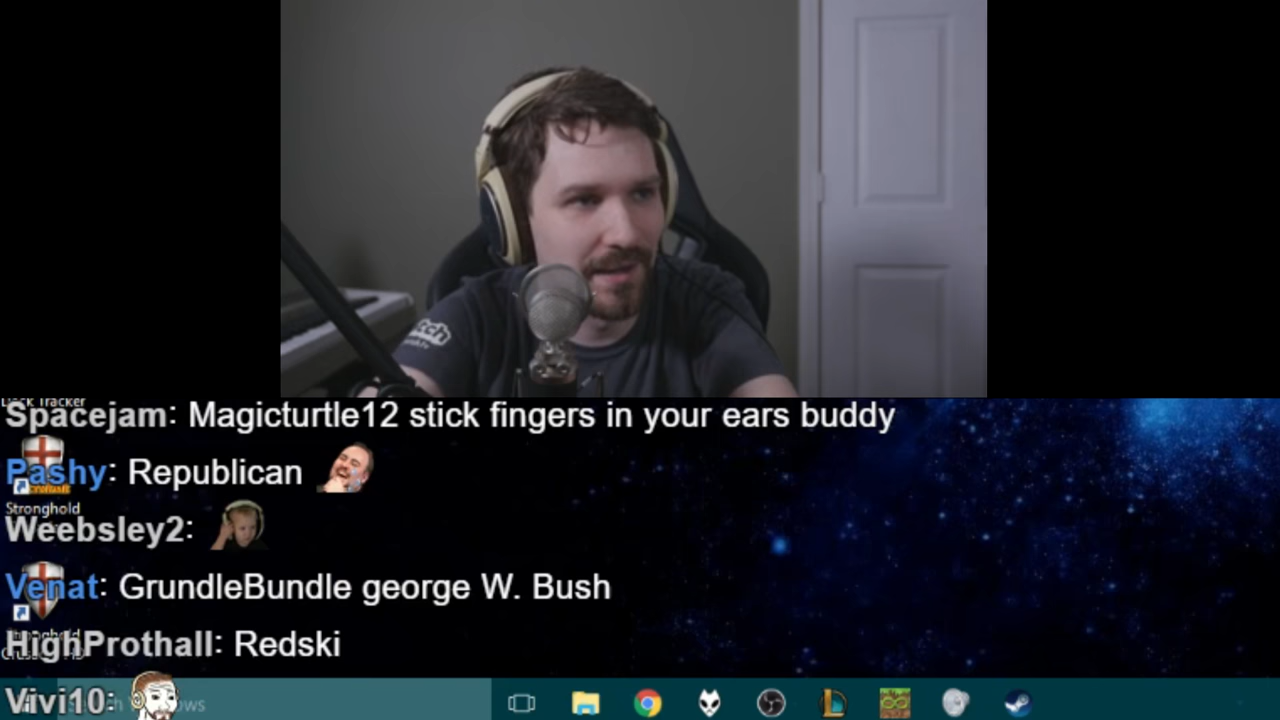 tch
Spacejam: Magicturtle12 stick fingers in your ears buddy
Pashy: Republican
Stronghold
Weebsley2:
Venat: GrundleBundle george W. Bush
HighProthall: Redski
Vivi10: